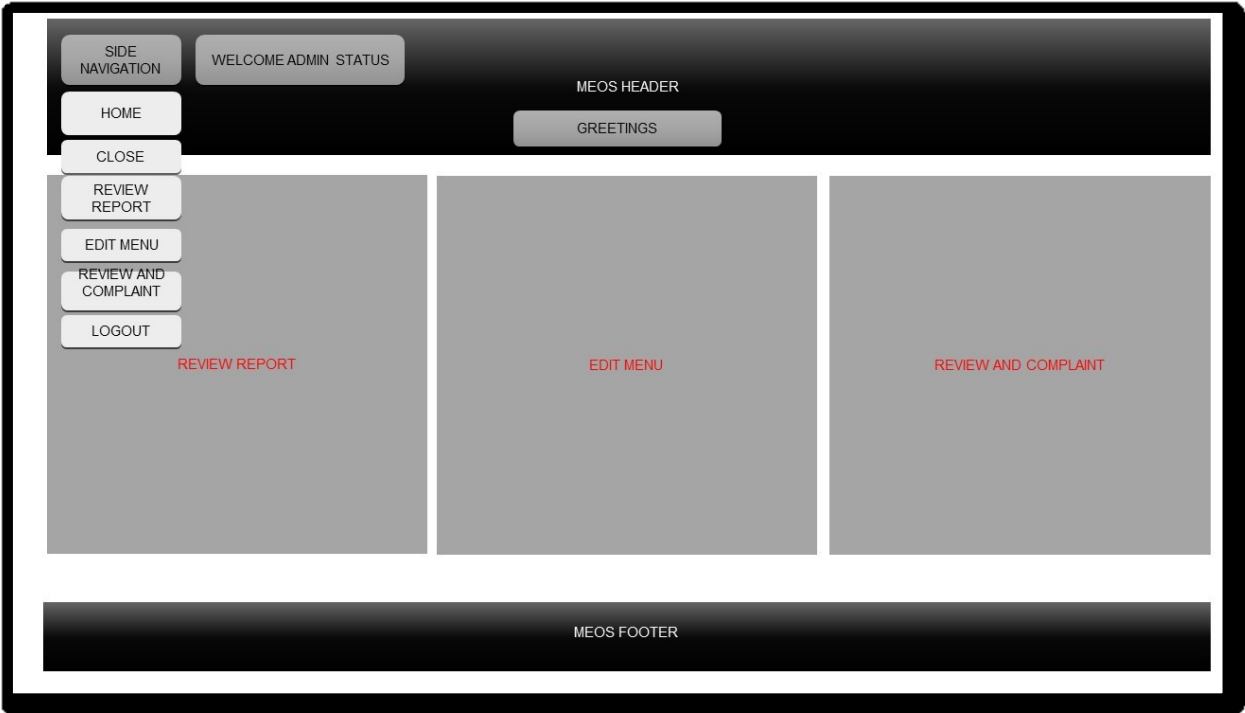 SIDE
NAVIGATION
WELCOME ADMIN STATUS
MEOS HEADER
GREETINGS
HOME
CLOSE
REVIEW
REPORT
EDIT MENU
REVIEW AND
COMPLAINT
LOGOUT
REVIEW REPORT
EDIT MENU
REVIEW AND COMPLAINT
MEOS FOOTER